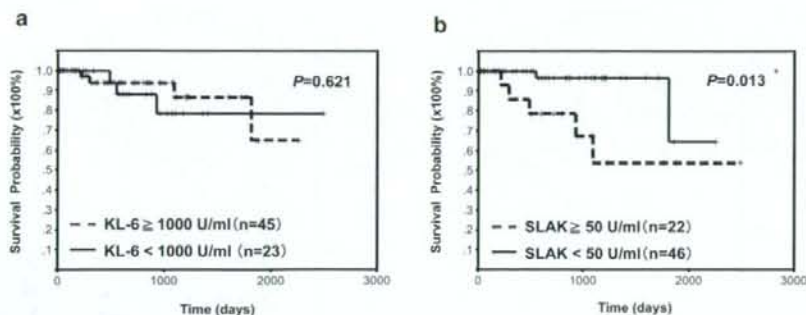 a
P=0.621
1.0
.9
.8
.7
.6
.5
.4
.3
.2
.1
Survival Probability (x100%)
KL-6 ≧ 1000 U/ml (n=45)
KL-6 < 1000 U/ml (n=23)
0
1000
2000
3000
Time (days)
b
P=0.013
1.0
.9
.8
.7
.6
.5
.4
.3
.2
.1
Survival Probability (x100%)
SLAK ≧ 50 U/ml (n=22)
SLAK < 50 U/ml (n=46)
0
1000
2000
3000
Time (days)